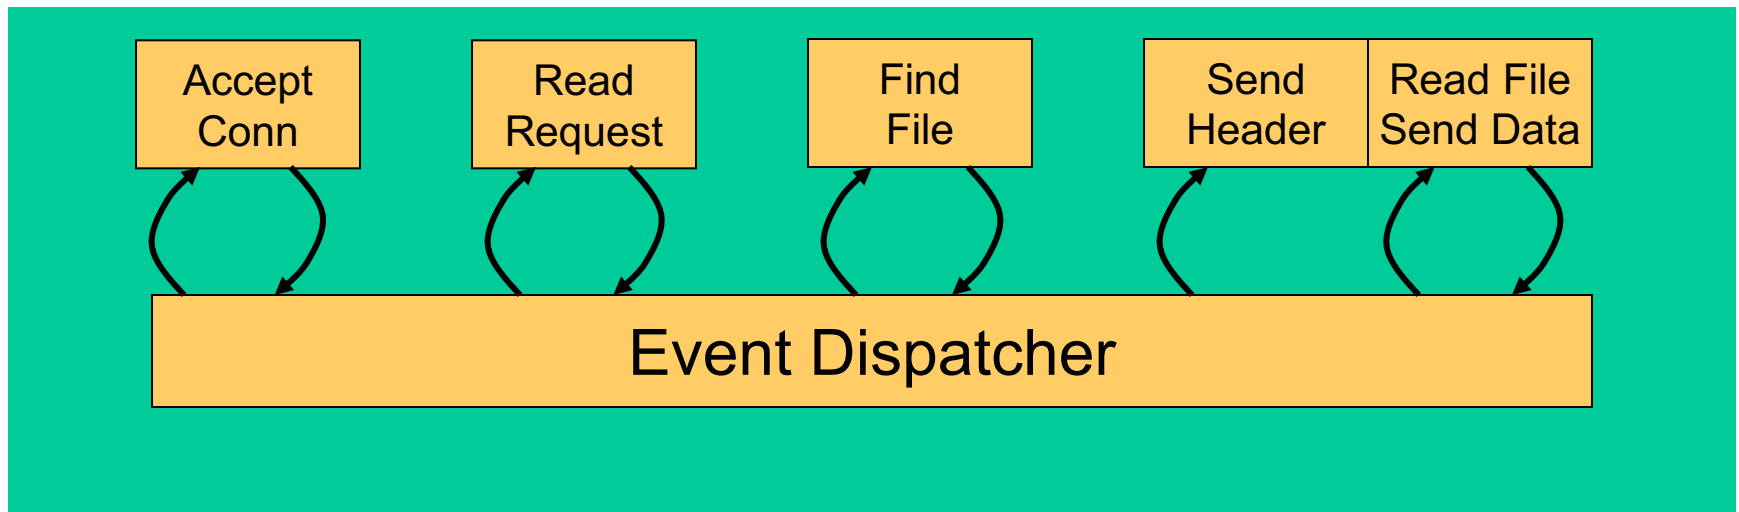 Accept
Conn
Read
Request
Find
File
Send
Header
Read File
Send Data
Event Dispatcher